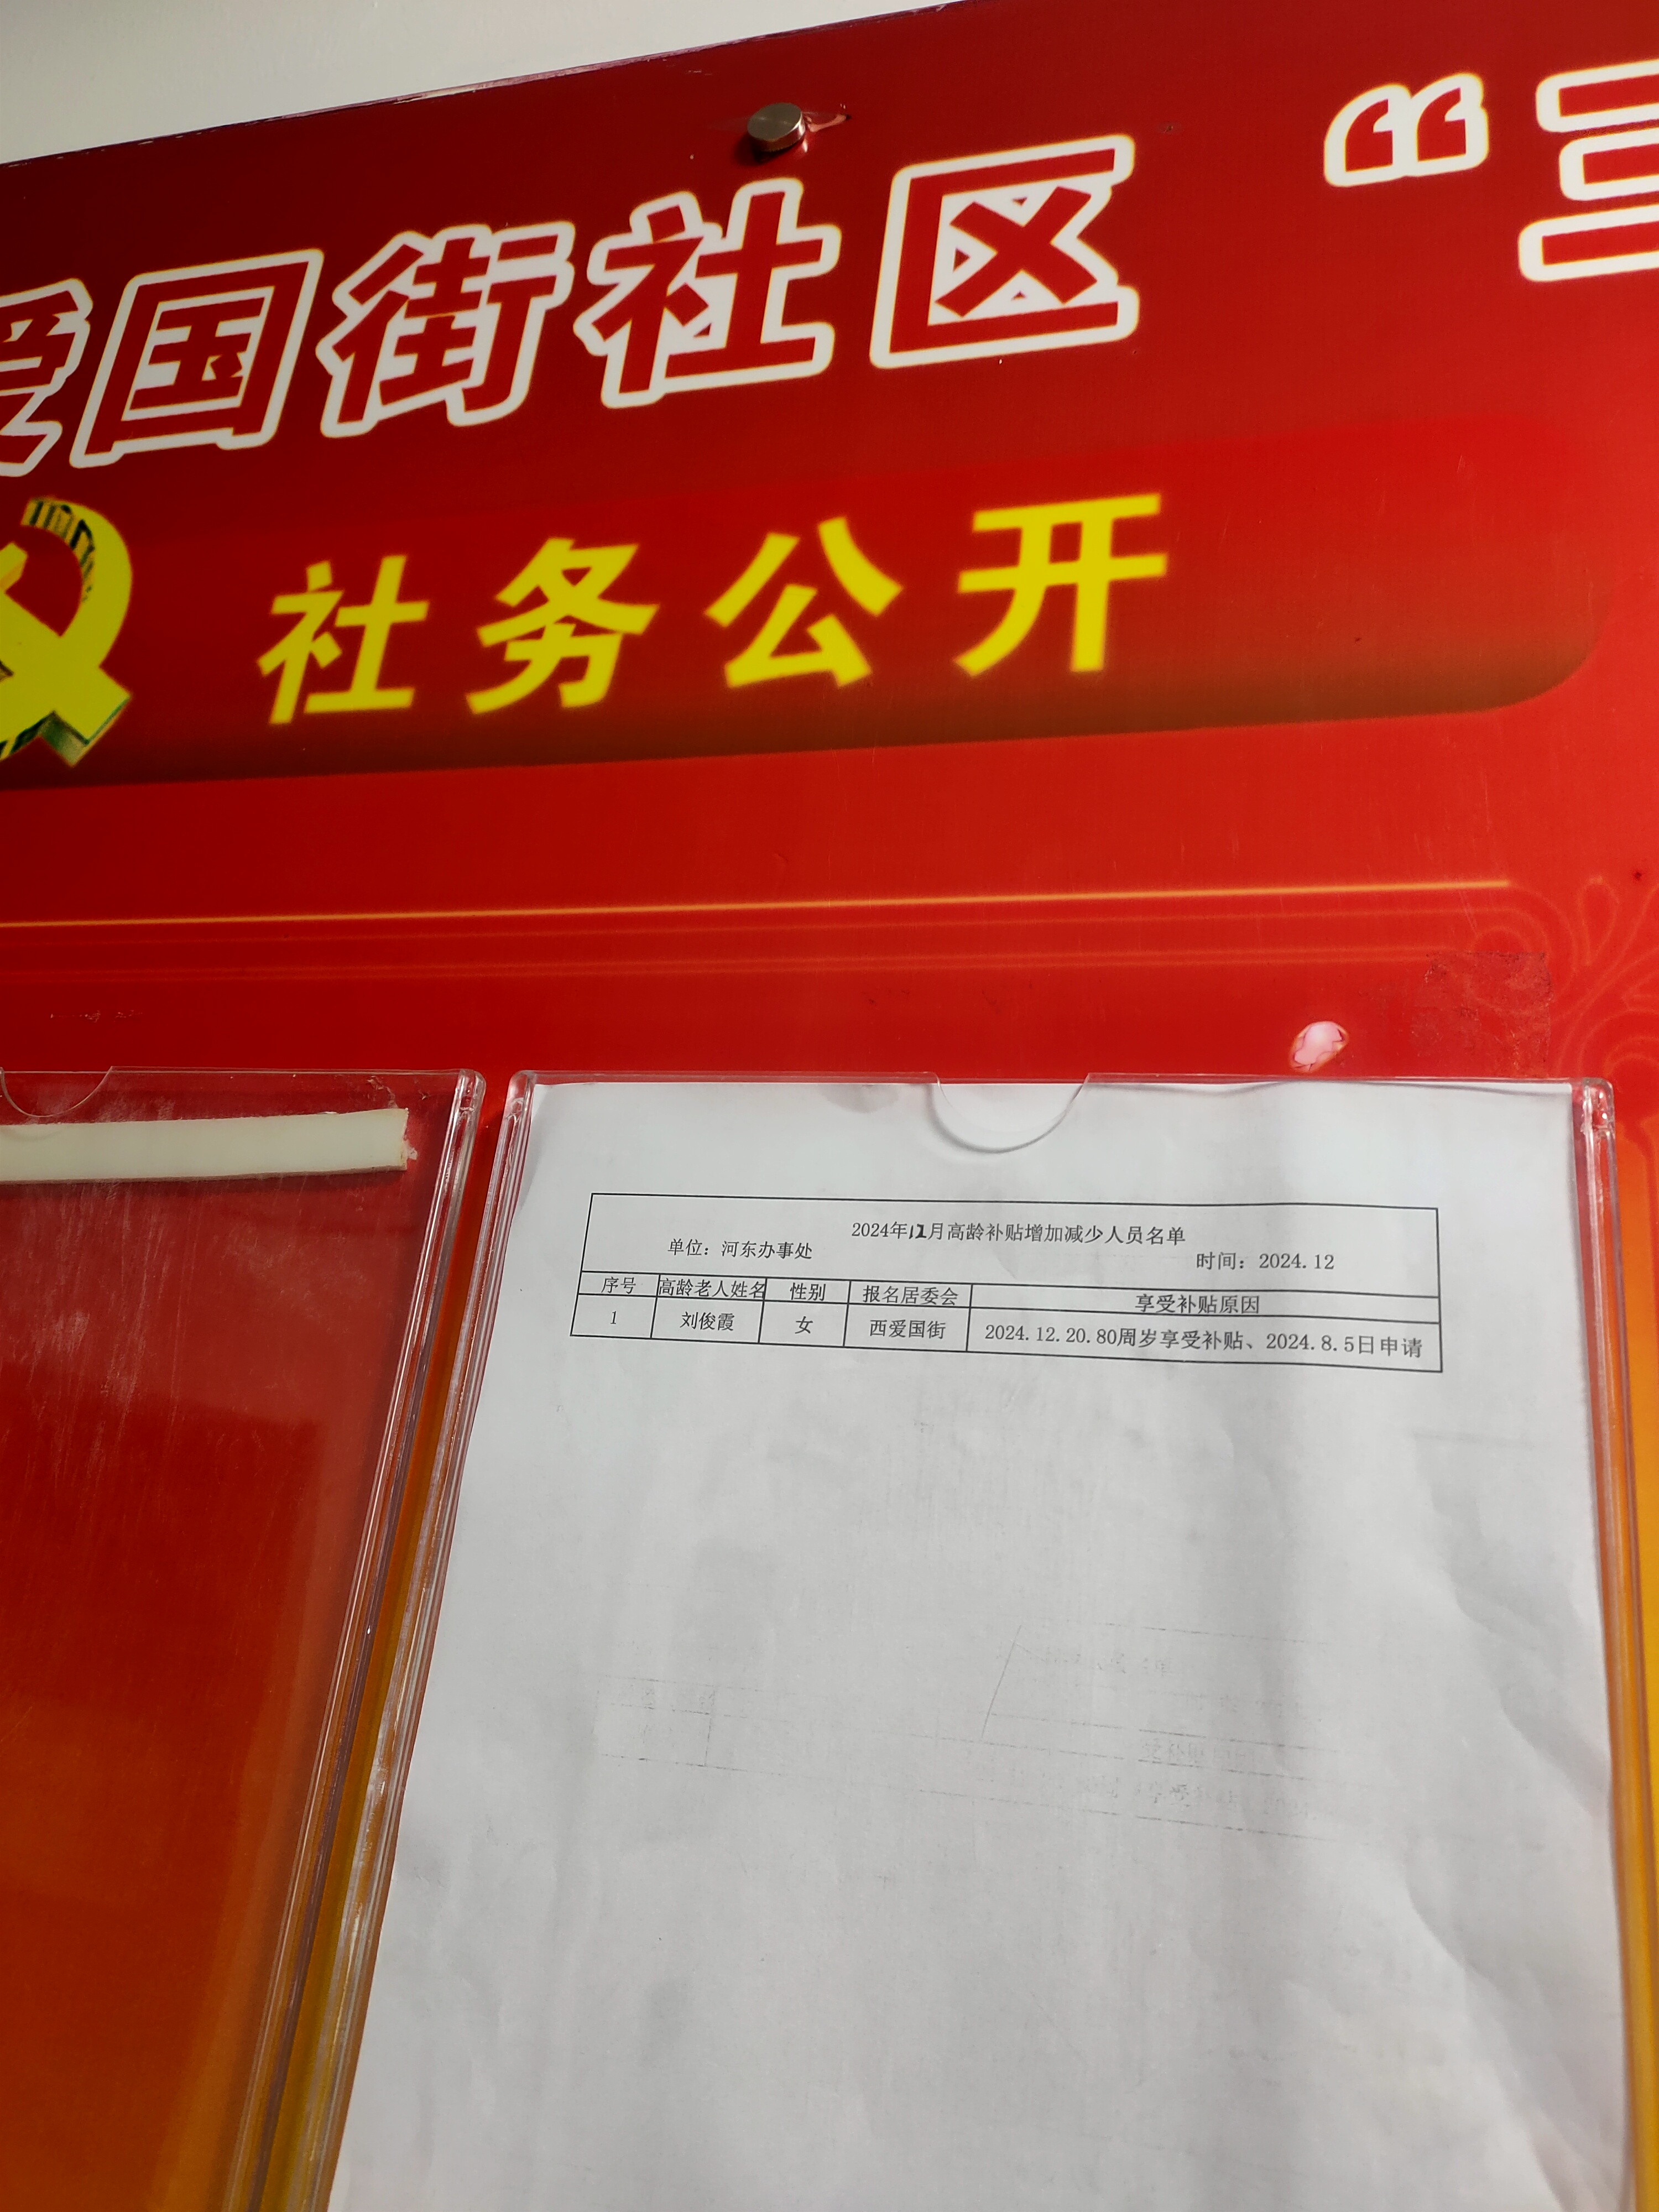 爱国街社区“三
社务公开
2024年12月高龄补贴增加减少人员名单
单位：河东办事处 时间：2024.12
序号 高龄老人姓名 性别 报名居委会 享受补贴原因
1 刘俊霞 女 西爱国街 2024.12.20.80周岁享受补贴、2024.8.5日申请